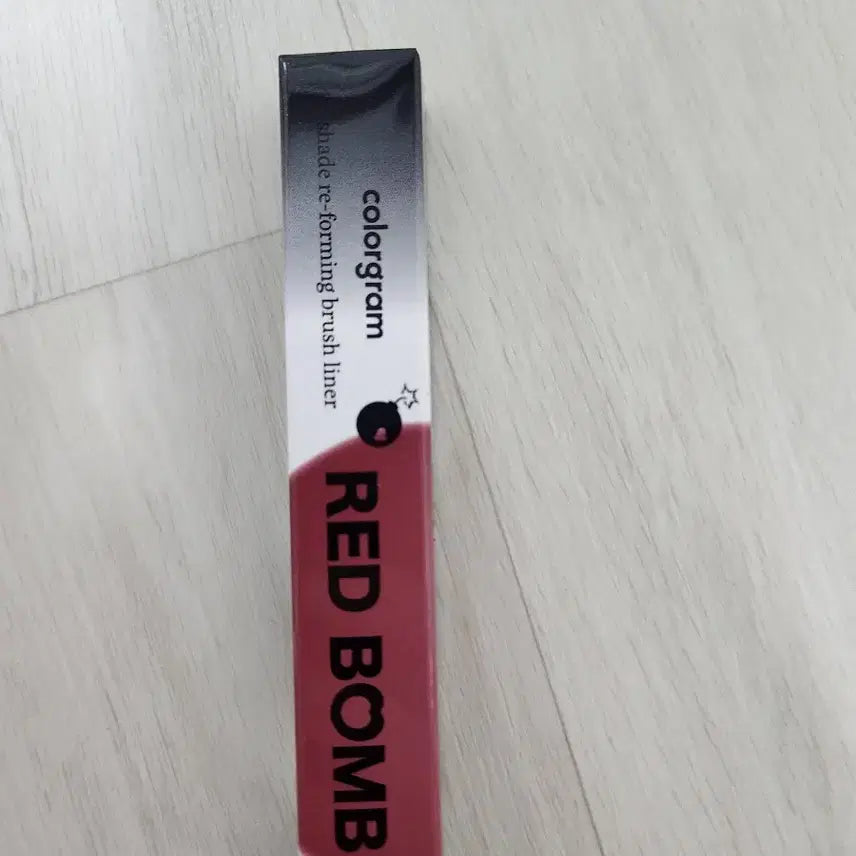 colorgram
shade re-forming brush liner
RED BOMB